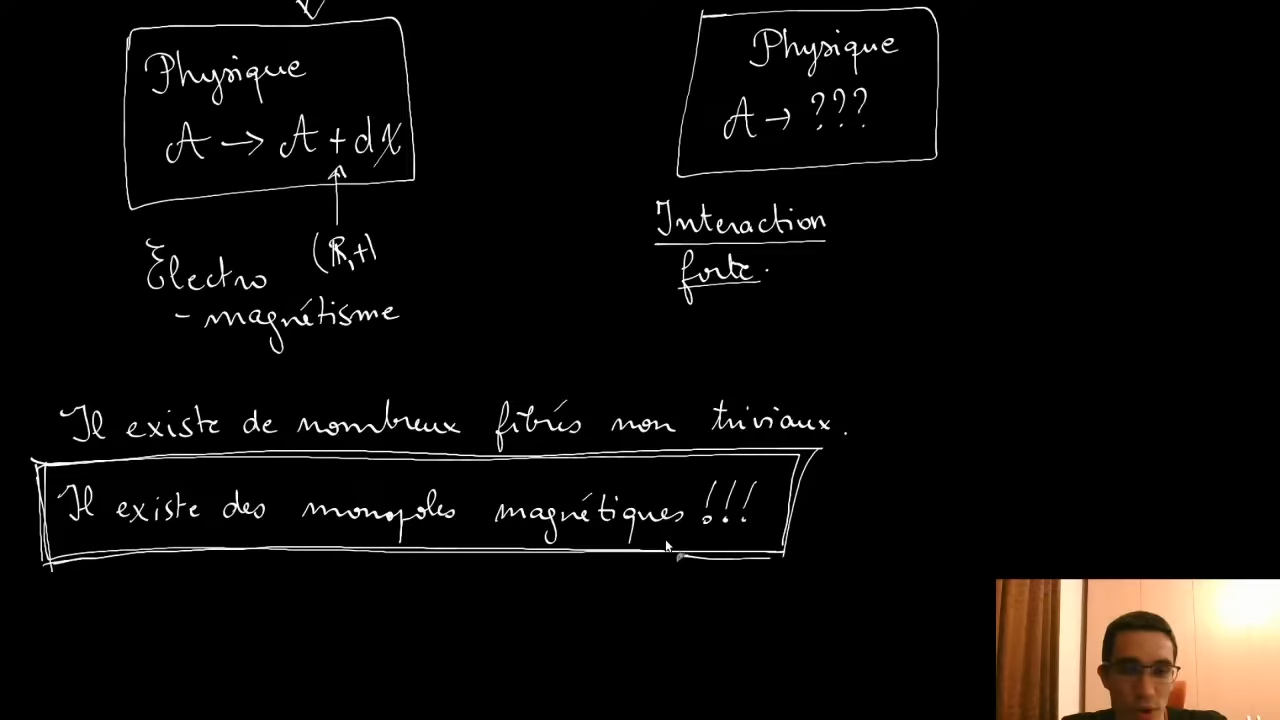 Physique
A → A + dχ
(ℝ,+)
Électro
- magnétisme
Physique
A → ???
Interaction
forte.
Il existe de nombreux fibrés non triviaux.
Il existe des monopoles magnétiques !!!